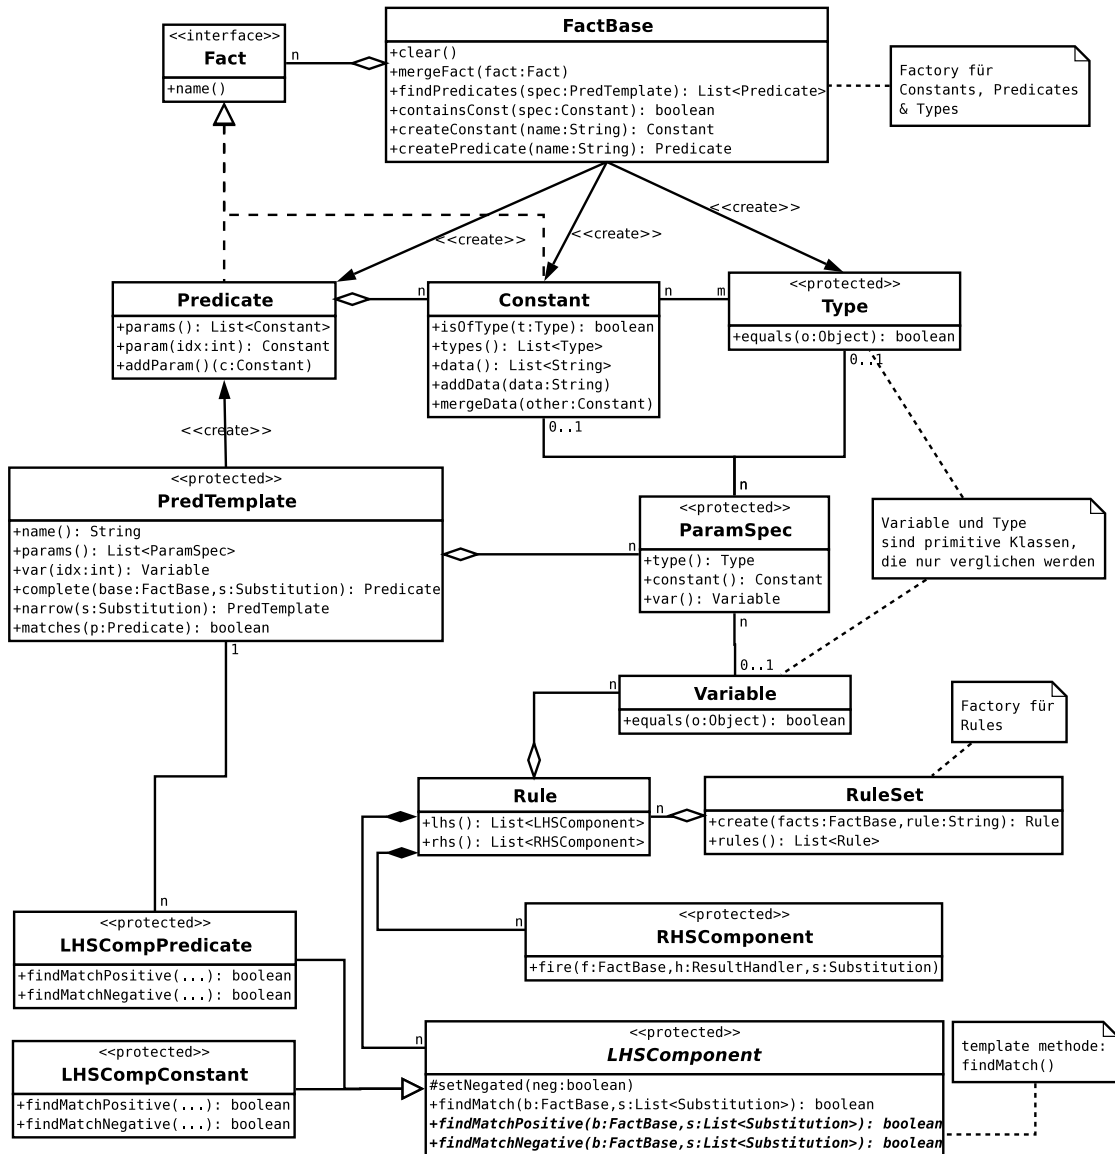 <<interface>>
Fact
+name()
n
FactBase
+clear()
+mergeFact(fact:Fact)
+findPredicates(spec:PredTemplate): List<Predicate>
+containsConst(spec:Constant): boolean
+createConstant(name:String): Constant
+createPredicate(name:String): Predicate
Factory für
Constants, Predicates
& Types
<<create>>
<<create>>
<<create>>
Predicate
+params(): List<Constant>
+param(idx:int): Constant
+addParam()(c:Constant)
n
Constant
+isOfType(t:Type): boolean
+types(): List<Type>
+data(): List<String>
+addData(data:String)
+mergeData(other:Constant)
n
m
<<protected>>
Type
+equals(o:Object): boolean
0..1
0..1
<<create>>
<<protected>>
PredTemplate
+name(): String
+params(): List<ParamSpec>
+var(idx:int): Variable
+complete(base:FactBase,s:Substitution): Predicate
+narrow(s:Substitution): PredTemplate
+matches(p:Predicate): boolean
1
n
n
<<protected>>
ParamSpec
+type(): Type
+constant(): Constant
+var(): Variable
n
0..1
Variable und Type
sind primitive Klassen,
die nur verglichen werden
n
Variable
+equals(o:Object): boolean
Factory für
Rules
Rule
+lhs(): List<LHSComponent>
+rhs(): List<RHSComponent>
n
RuleSet
+create(facts:FactBase,rule:String): Rule
+rules(): List<Rule>
n
<<protected>>
LHSCompPredicate
+findMatchPositive(...): boolean
+findMatchNegative(...): boolean
n
<<protected>>
RHSComponent
+fire(f:FactBase,h:ResultHandler,s:Substitution)
<<protected>>
LHSCompConstant
+findMatchPositive(...): boolean
+findMatchNegative(...): boolean
n
<<protected>>
LHSComponent
#setNegated(neg:boolean)
+findMatch(b:FactBase,s:List<Substitution>): boolean
+findMatchPositive(b:FactBase,s:List<Substitution>): boolean
+findMatchNegative(b:FactBase,s:List<Substitution>): boolean
template methode:
findMatch()